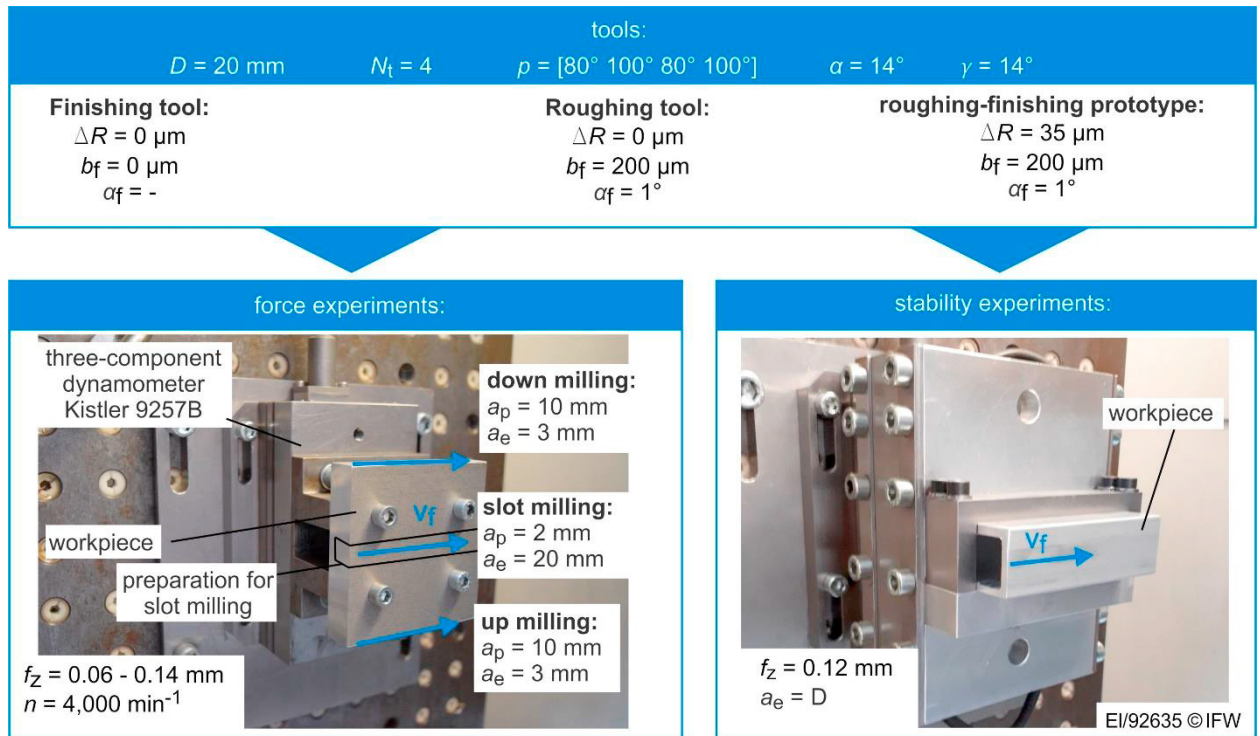 tools:
D = 20 mm Nt = 4 p = [80° 100° 80° 100°] α = 14° γ = 14°
Finishing tool:
ΔR = 0 µm
bf = 0 µm
αf = -
Roughing tool:
ΔR = 0 µm
bf = 200 µm
αf = 1°
roughing-finishing prototype:
ΔR = 35 µm
bf = 200 µm
αf = 1°
force experiments:
three-component
dynamometer
Kistler 9257B
workpiece
preparation for
slot milling
vf
down milling:
ap = 10 mm
ae = 3 mm
slot milling:
ap = 2 mm
ae = 20 mm
up milling:
ap = 10 mm
ae = 3 mm
fz = 0.06 - 0.14 mm
n = 4,000 min-1
stability experiments:
workpiece
vf
fz = 0.12 mm
ae = D
EI/92635 © IFW